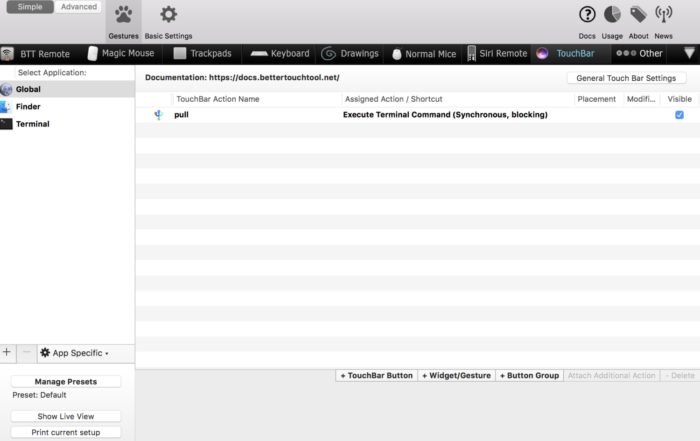 Simple Advanced
Gestures Basic Settings Docs Usage About News
BTT Remote Magic Mouse Trackpads Keyboard Drawings Normal Mice Siri Remote TouchBar Other
Select Application:
Global
Finder
Terminal
Documentation: https://docs.bettertouchtool.net/ General Touch Bar Settings
TouchBar Action Name Assigned Action / Shortcut Placement Modifi... Visible
pull Execute Terminal Command (Synchronous, blocking)
+ − App Specific
+ TouchBar Button + Widget/Gesture + Button Group Attach Additional Action - Delete
Manage Presets
Preset: Default
Show Live View
Print current setup